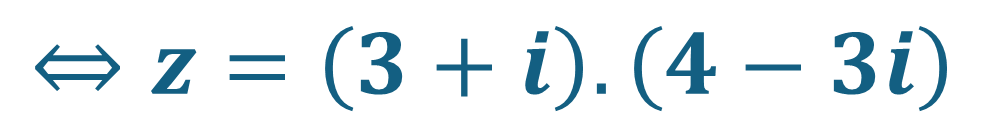 ⇔ z = (3 + i).(4 − 3i)